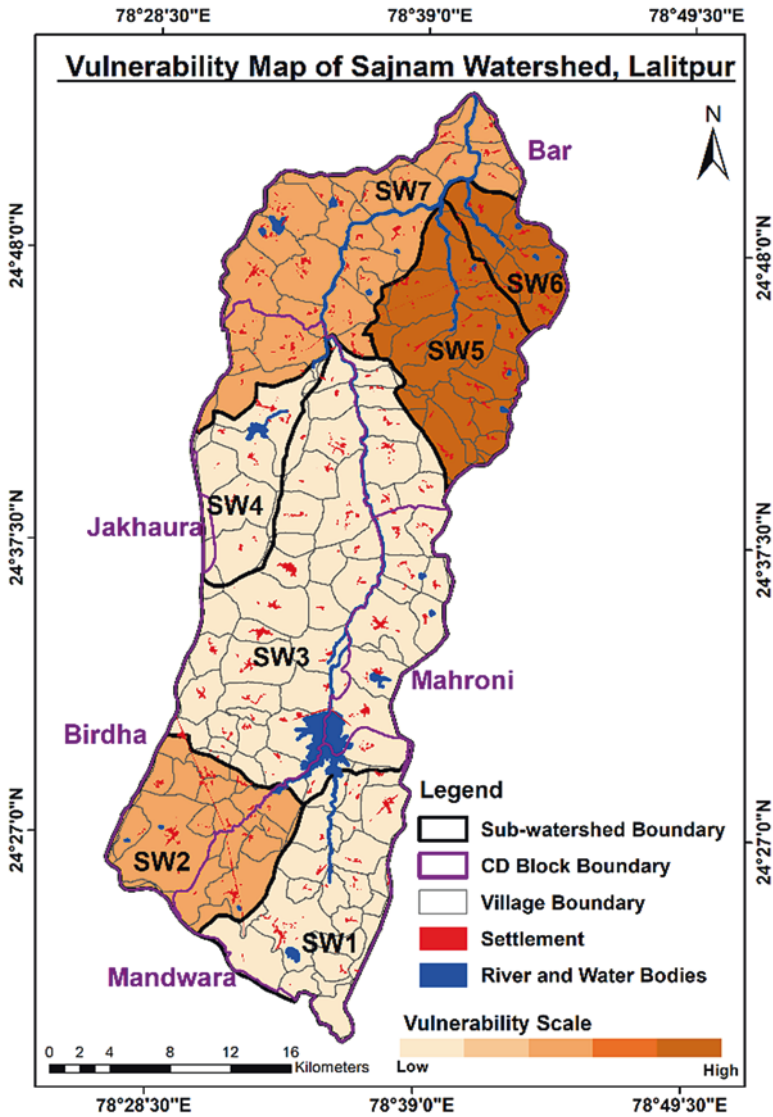 78°28'30"E 78°39'0"E 78°49'30"E
Vulnerability Map of Sajnam Watershed, Lalitpur
N
Bar
SW7
24°48'0"N 24°48'0"N
SW6
SW5
SW4
Jakhaura
24°37'30"N 24°37'30"N
SW3
Mahroni
Birdha
Legend
24°27'0"N 24°27'0"N
Sub-watershed Boundary
SW2
CD Block Boundary
Village Boundary
Settlement
SW1
River and Water Bodies
Mandwara
Vulnerability Scale
0 2 4 8 12 16
Kilometers
Low High
78°28'30"E 78°39'0"E 78°49'30"E